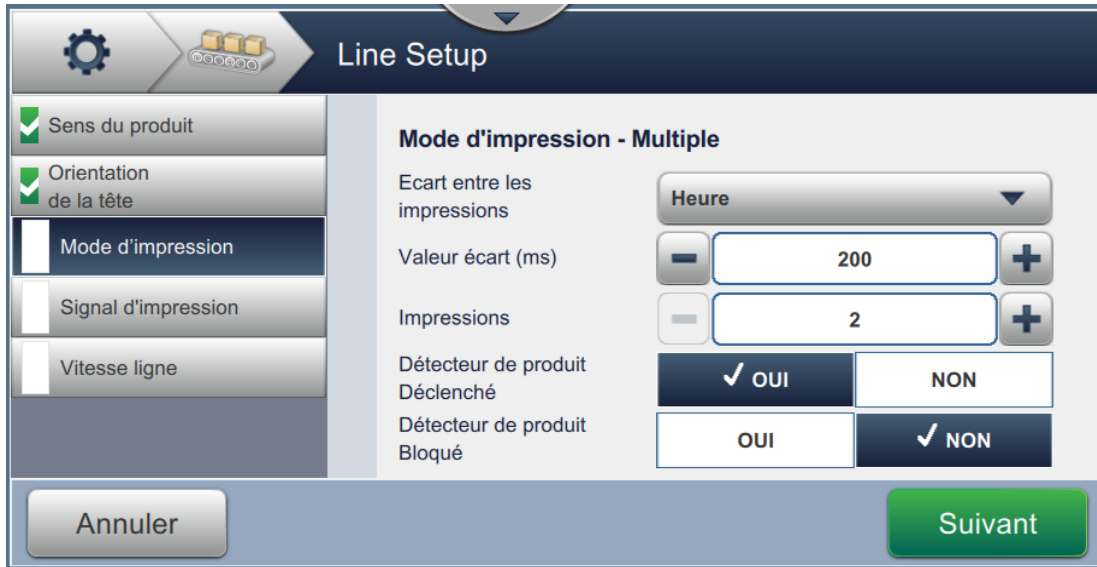 Line Setup
Sens du produit
Orientation
de la tête
Mode d’impression
Signal d'impression
Vitesse ligne
Mode d'impression - Multiple
Ecart entre les
impressions
Heure
Valeur écart (ms)
200
Impressions
2
Détecteur de produit
Déclenché
OUI
NON
Détecteur de produit
Bloqué
OUI
NON
Annuler
Suivant